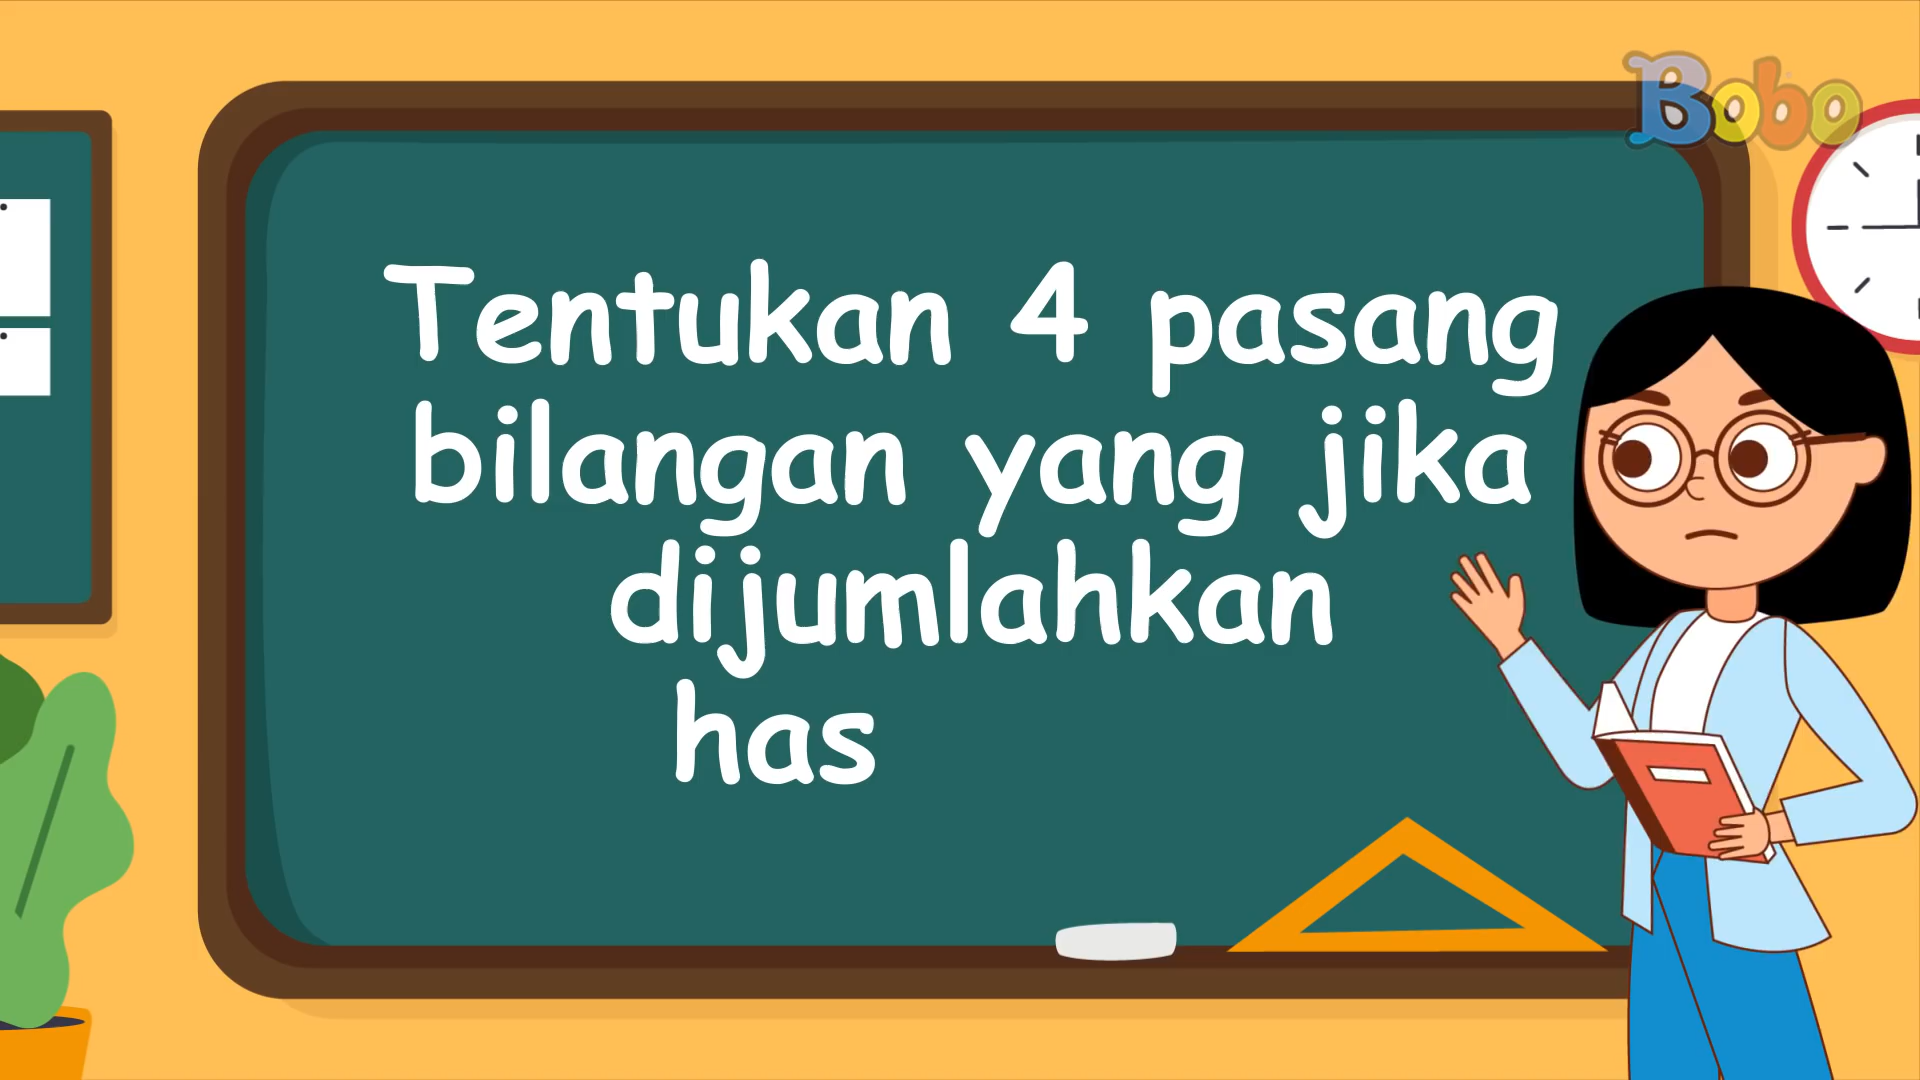 Bobo
Tentukan 4 pasang
bilangan yang jika
dijumlahkan
has